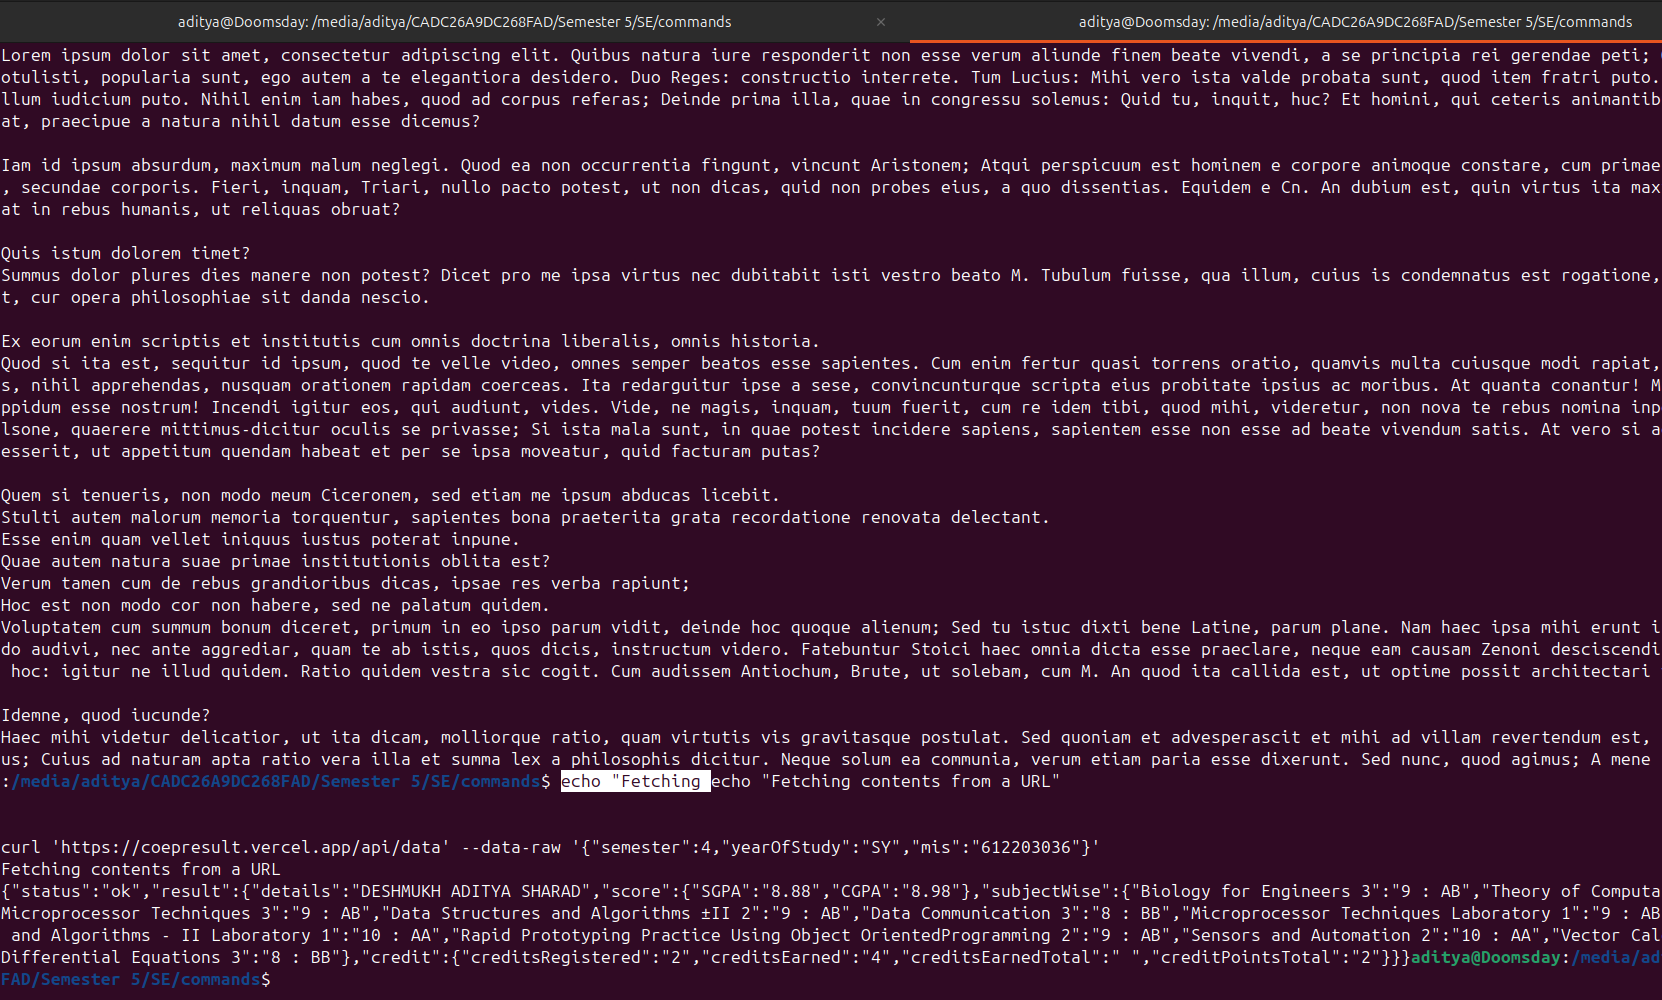 aditya@Doomsday: /media/aditya/CADC26A9DC268FAD/Semester 5/SE/commands × aditya@Doomsday: /media/aditya/CADC26A9DC268FAD/Semester 5/SE/commands
Lorem ipsum dolor sit amet, consectetur adipiscing elit. Quibus natura iure responderit non esse verum aliunde finem beate vivendi, a se principia rei gerendae peti;
otulisti, popularia sunt, ego autem a te elegantiora desidero. Duo Reges: constructio interrete. Tum Lucius: Mihi vero ista valde probata sunt, quod item fratri puto.
llum iudicium puto. Nihil enim iam habes, quod ad corpus referas; Deinde prima illa, quae in congressu solemus: Quid tu, inquit, huc? Et homini, qui ceteris animantib
at, praecipue a natura nihil datum esse dicemus?
Iam id ipsum absurdum, maximum malum neglegi. Quod ea non occurrentia fingunt, vincunt Aristonem; Atqui perspicuum est hominem e corpore animoque constare, cum primae
, secundae corporis. Fieri, inquam, Triari, nullo pacto potest, ut non dicas, quid non probes eius, a quo dissentias. Equidem e Cn. An dubium est, quin virtus ita max
at in rebus humanis, ut reliquas obruat?
Quis istum dolorem timet?
Summus dolor plures dies manere non potest? Dicet pro me ipsa virtus nec dubitabit isti vestro beato M. Tubulum fuisse, qua illum, cuius is condemnatus est rogatione,
t, cur opera philosophiae sit danda nescio.
Ex eorum enim scriptis et institutis cum omnis doctrina liberalis, omnis historia.
Quod si ita est, sequitur id ipsum, quod te velle video, omnes semper beatos esse sapientes. Cum enim fertur quasi torrens oratio, quamvis multa cuiusque modi rapiat,
s, nihil apprehendas, nusquam orationem rapidam coerceas. Ita redarguitur ipse a sese, convincunturque scripta eius probitate ipsius ac moribus. At quanta conantur! M
ppidum esse nostrum! Incendi igitur eos, qui audiunt, vides. Vide, ne magis, inquam, tuum fuerit, cum re idem tibi, quod mihi, videretur, non nova te rebus nomina inp
lsone, quaerere mittimus-dicitur oculis se privasse; Si ista mala sunt, in quae potest incidere sapiens, sapientem esse non esse ad beate vivendum satis. At vero si a
esserit, ut appetitum quendam habeat et per se ipsa moveatur, quid facturam putas?
Quem si tenueris, non modo meum Ciceronem, sed etiam me ipsum abducas licebit.
Stulti autem malorum memoria torquentur, sapientes bona praeterita grata recordatione renovata delectant.
Esse enim quam vellet iniquus iustus poterat inpune.
Quae autem natura suae primae institutionis oblita est?
Verum tamen cum de rebus grandioribus dicas, ipsae res verba rapiunt;
Hoc est non modo cor non habere, sed ne palatum quidem.
Voluptatem cum summum bonum diceret, primum in eo ipso parum vidit, deinde hoc quoque alienum; Sed tu istuc dixti bene Latine, parum plane. Nam haec ipsa mihi erunt i
do audivi, nec ante aggrediar, quam te ab istis, quos dicis, instructum videro. Fatebuntur Stoici haec omnia dicta esse praeclare, neque eam causam Zenoni desciscendi
hoc: igitur ne illud quidem. Ratio quidem vestra sic cogit. Cum audissem Antiochum, Brute, ut solebam, cum M. An quod ita callida est, ut optime possit architectari
Idemne, quod iucunde?
Haec mihi videtur delicatior, ut ita dicam, molliorque ratio, quam virtutis vis gravitasque postulat. Sed quoniam et advesperascit et mihi ad villam revertendum est,
us; Cuius ad naturam apta ratio vera illa et summa lex a philosophis dicitur. Neque solum ea communia, verum etiam paria esse dixerunt. Sed nunc, quod agimus; A mene
:/media/aditya/CADC26A9DC268FAD/Semester 5/SE/commands$ echo "Fetching echo "Fetching contents from a URL"
curl 'https://coepresult.vercel.app/api/data' --data-raw '{"semester":4,"yearOfStudy":"SY","mis":"612203036"}'
Fetching contents from a URL
{"status":"ok","result":{"details":"DESHMUKH ADITYA SHARAD","score":{"SGPA":"8.88","CGPA":"8.98"},"subjectWise":{"Biology for Engineers 3":"9 : AB","Theory of Computa
Microprocessor Techniques 3":"9 : AB","Data Structures and Algorithms ±II 2":"9 : AB","Data Communication 3":"8 : BB","Microprocessor Techniques Laboratory 1":"9 : AB
and Algorithms - II Laboratory 1":"10 : AA","Rapid Prototyping Practice Using Object OrientedProgramming 2":"9 : AB","Sensors and Automation 2":"10 : AA","Vector Cal
Differential Equations 3":"8 : BB"},"credit":{"creditsRegistered":"2","creditsEarned":"4","creditsEarnedTotal":" ","creditPointsTotal":"2"}}}aditya@Doomsday:/media/ad
FAD/Semester 5/SE/commands$